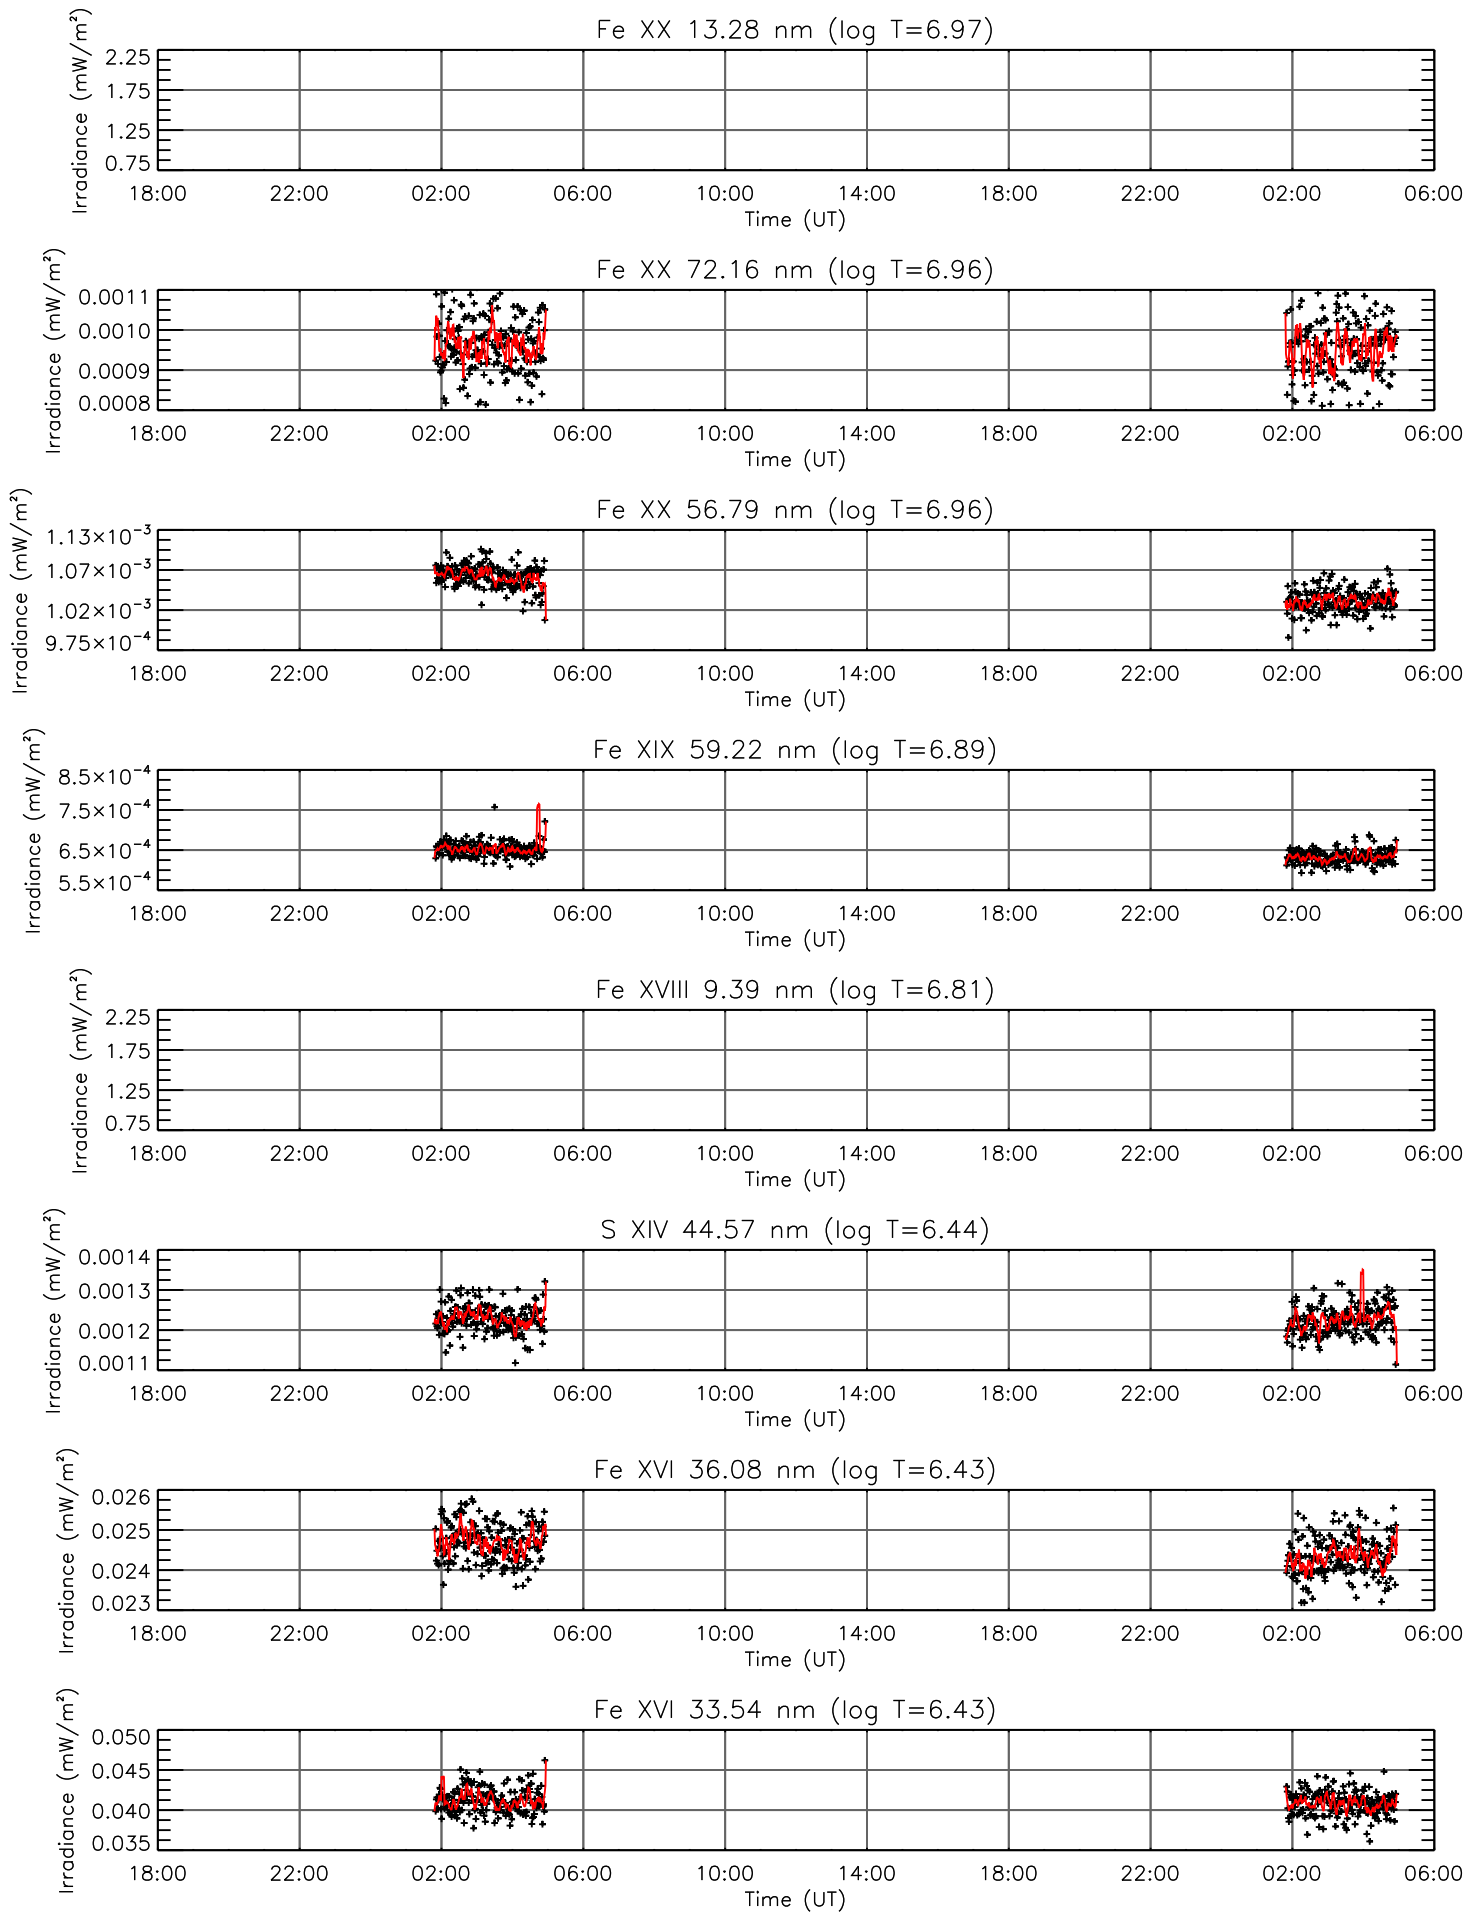 Fe XX 13.28 nm (log T=6.97)
Irradiance (mW/m²)
2.25
1.75
1.25
0.75
18:00 22:00 02:00 06:00 10:00 14:00 18:00 22:00 02:00 06:00
Time (UT)
Fe XX 72.16 nm (log T=6.96)
Irradiance (mW/m²)
0.0011
0.0010
0.0009
0.0008
18:00 22:00 02:00 06:00 10:00 14:00 18:00 22:00 02:00 06:00
Time (UT)
Fe XX 56.79 nm (log T=6.96)
Irradiance (mW/m²)
1.13×10⁻³
1.07×10⁻³
1.02×10⁻³
9.75×10⁻⁴
18:00 22:00 02:00 06:00 10:00 14:00 18:00 22:00 02:00 06:00
Time (UT)
Fe XIX 59.22 nm (log T=6.89)
Irradiance (mW/m²)
8.5×10⁻⁴
7.5×10⁻⁴
6.5×10⁻⁴
5.5×10⁻⁴
18:00 22:00 02:00 06:00 10:00 14:00 18:00 22:00 02:00 06:00
Time (UT)
Fe XVIII 9.39 nm (log T=6.81)
Irradiance (mW/m²)
2.25
1.75
1.25
0.75
18:00 22:00 02:00 06:00 10:00 14:00 18:00 22:00 02:00 06:00
Time (UT)
S XIV 44.57 nm (log T=6.44)
Irradiance (mW/m²)
0.0014
0.0013
0.0012
0.0011
18:00 22:00 02:00 06:00 10:00 14:00 18:00 22:00 02:00 06:00
Time (UT)
Fe XVI 36.08 nm (log T=6.43)
Irradiance (mW/m²)
0.026
0.025
0.024
0.023
18:00 22:00 02:00 06:00 10:00 14:00 18:00 22:00 02:00 06:00
Time (UT)
Fe XVI 33.54 nm (log T=6.43)
Irradiance (mW/m²)
0.050
0.045
0.040
0.035
18:00 22:00 02:00 06:00 10:00 14:00 18:00 22:00 02:00 06:00
Time (UT)